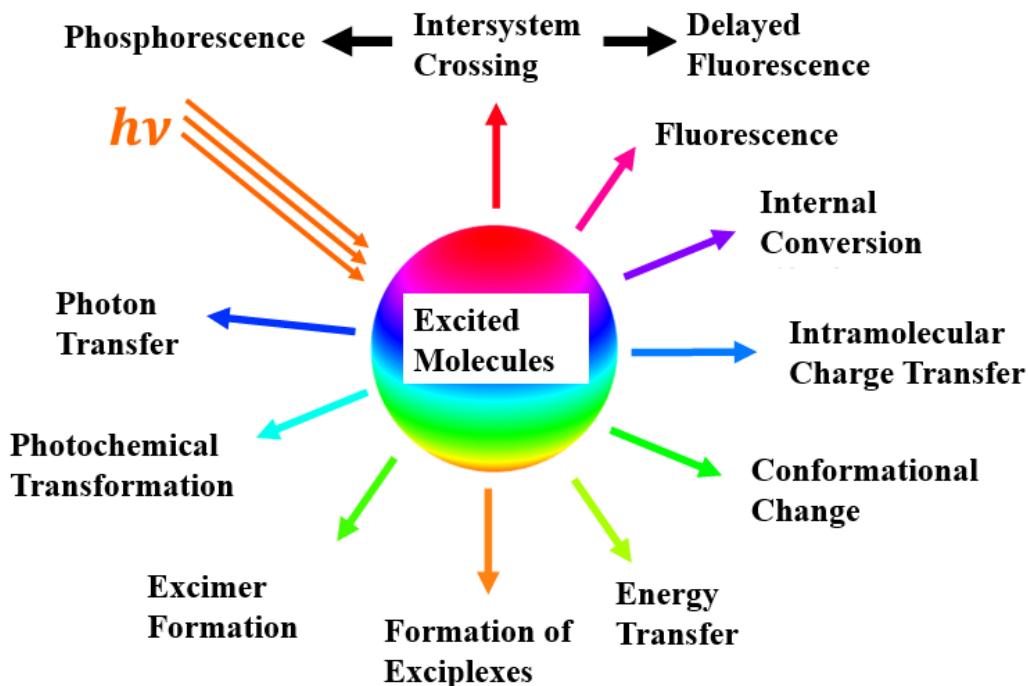 Phosphorescence
Intersystem
Crossing
Delayed
Fluorescence
hν
Fluorescence
Internal
Conversion
Photon
Transfer
Excited
Molecules
Intramolecular
Charge Transfer
Photochemical
Transformation
Conformational
Change
Excimer
Formation
Formation of
Exciplexes
Energy
Transfer